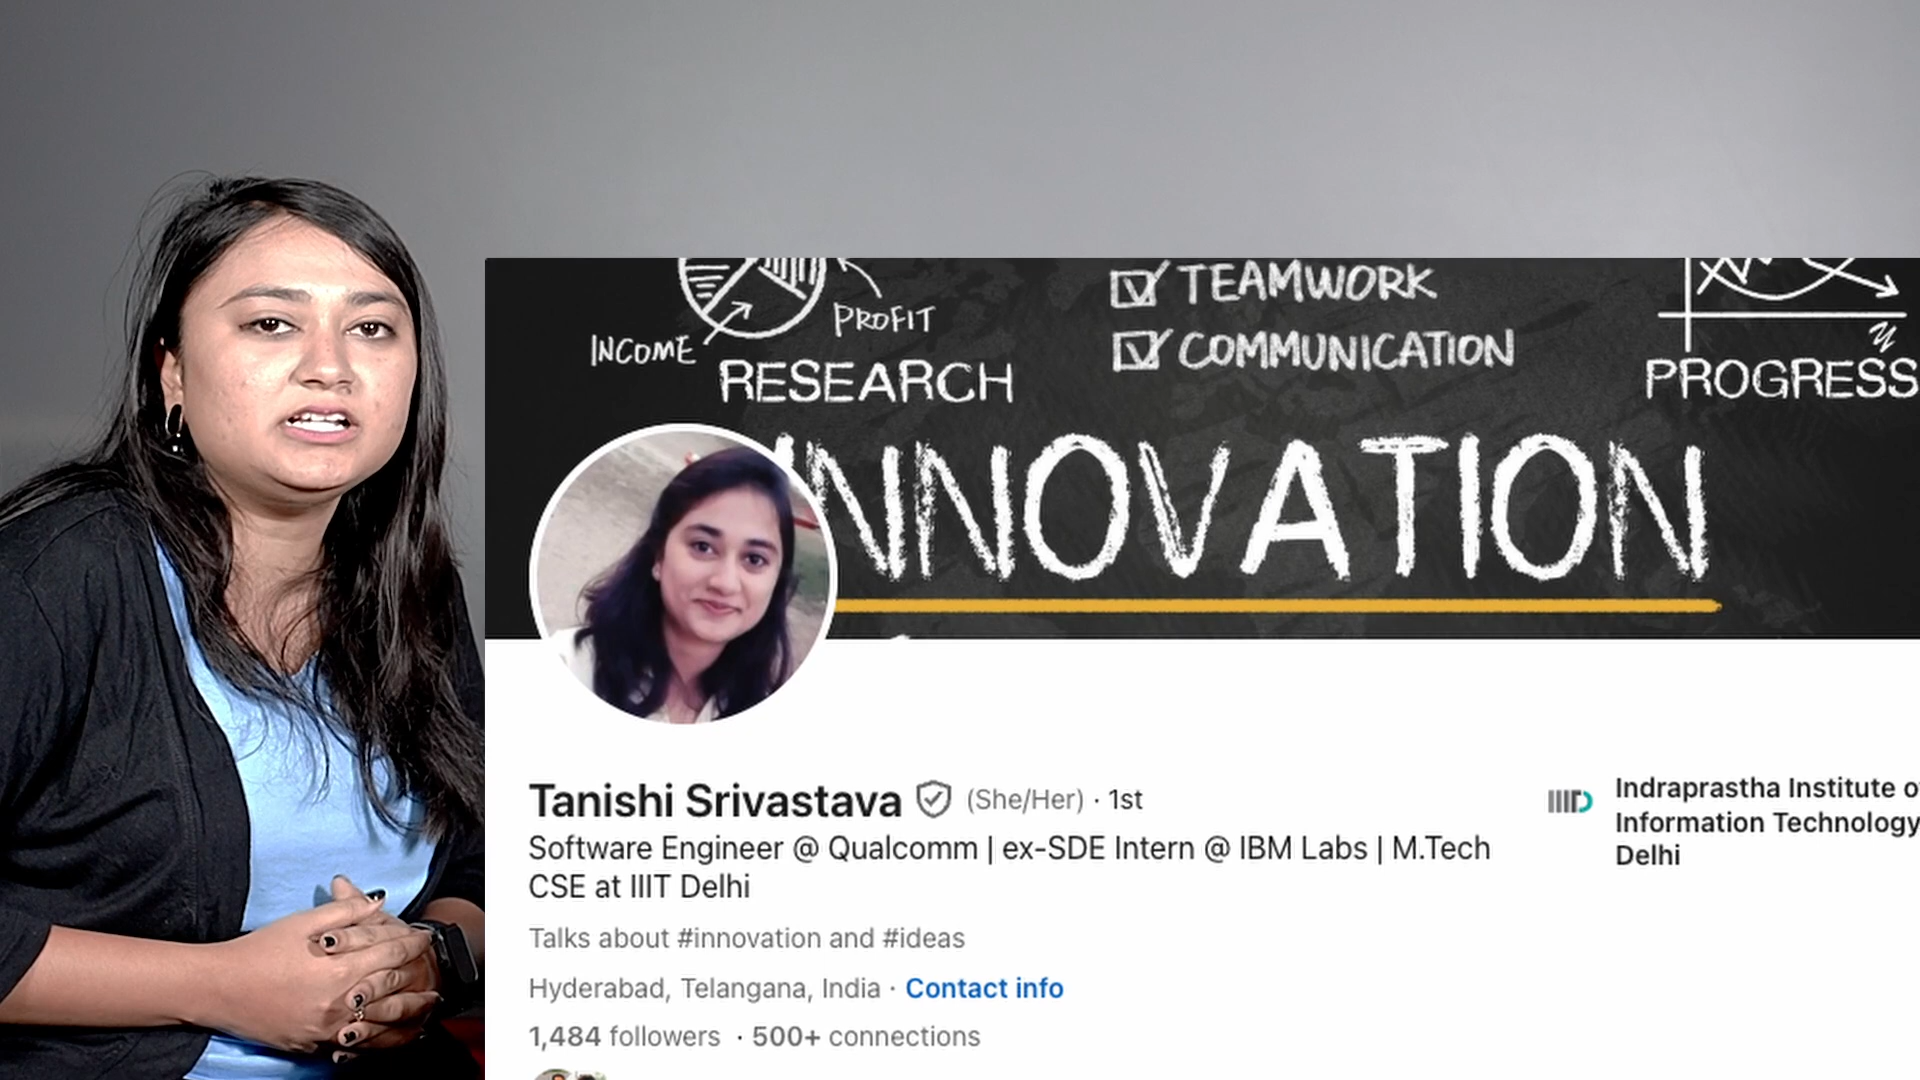 TEAMWORK
PROFIT
INCOME
COMMUNICATION
RESEARCH
PROGRESS
INNOVATION
Tanishi Srivastava (She/Her) · 1st
Software Engineer @ Qualcomm | ex-SDE Intern @ IBM Labs | M.Tech
CSE at IIIT Delhi
Talks about #innovation and #ideas
Hyderabad, Telangana, India · Contact info
1,484 followers · 500+ connections
IIITD
Indraprastha Institute of
Information Technology
Delhi